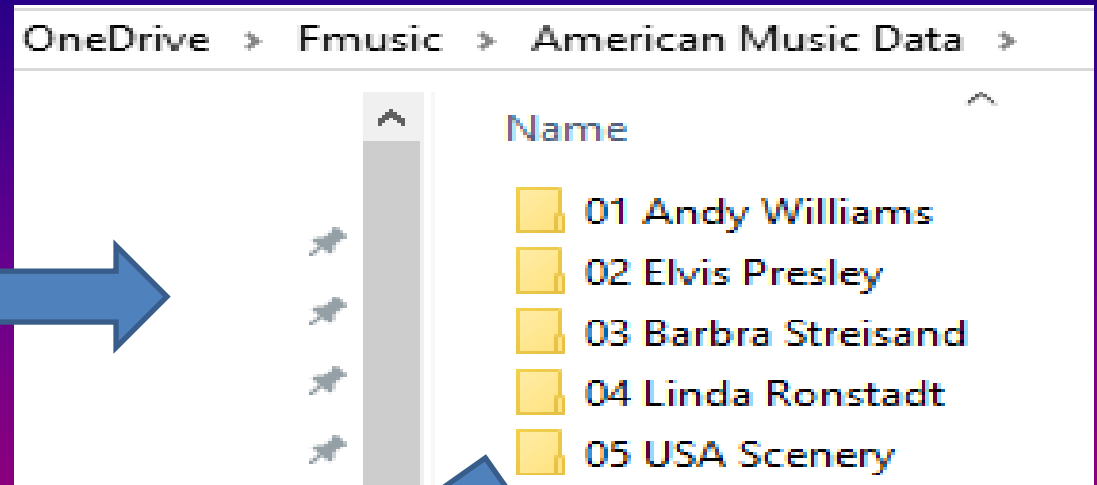 OneDrive > Fmusic > American Music Data >
Name
01 Andy Williams
02 Elvis Presley
03 Barbra Streisand
04 Linda Ronstadt
05 USA Scenery